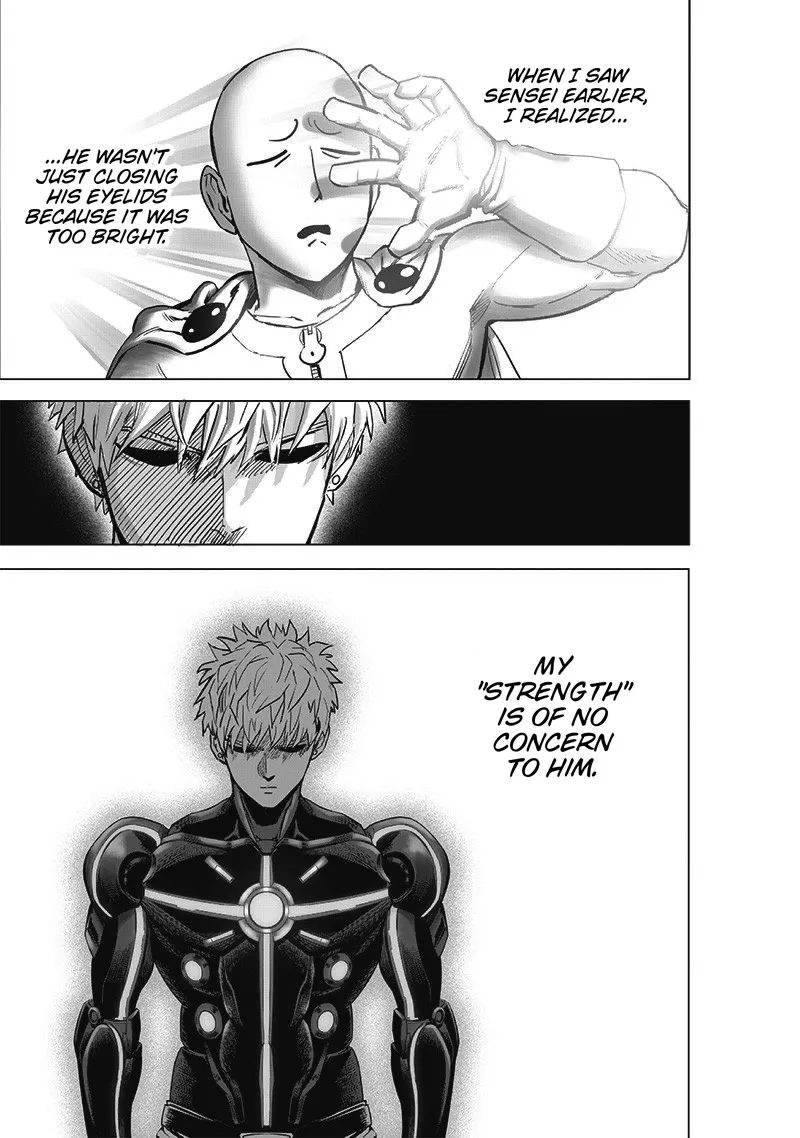 WHEN I SAW
SENSEI EARLIER,
I REALIZED...
...HE WASN'T
JUST CLOSING
HIS EYELIDS
BECAUSE IT WAS
TOO BRIGHT.
MY
"STRENGTH"
IS OF NO
CONCERN
TO HIM.